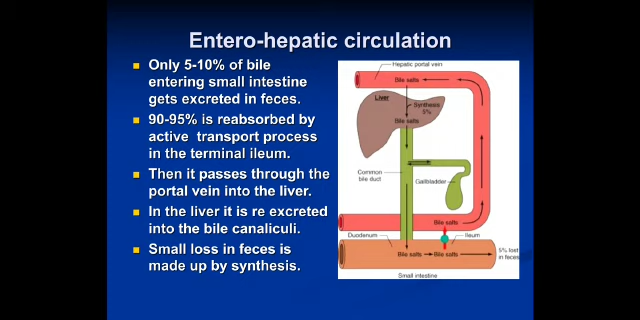 Entero-hepatic circulation
Only 5-10% of bile
entering small intestine
gets excreted in feces.
90-95% is reabsorbed by
active transport process
in the terminal ileum.
Then it passes through the
portal vein into the liver.
In the liver it is re excreted
into the bile canaliculi.
Small loss in feces is
made up by synthesis.
Hepatic portal vein
Bile salts
Liver
Synthesis
5%
Bile salts
Common
bile duct
Gallbladder
Bile salts
Duodenum
Ileum
Bile salts
Bile salts
5% lost
in feces
Small intestine